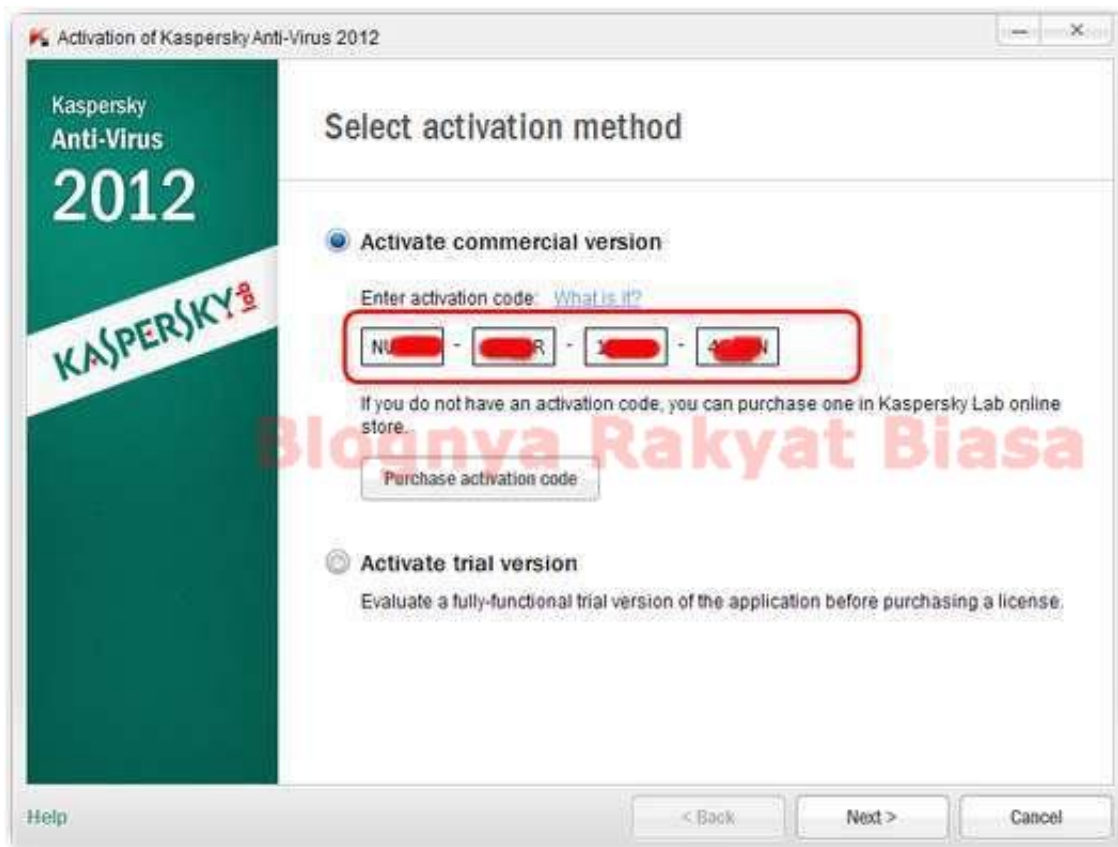 Activation of Kaspersky Anti-Virus 2012
Kaspersky
Anti-Virus
2012
KASPERSKY lab
Select activation method
Activate commercial version
Enter activation code: What is it?
NU - R - 1 - 4 N
If you do not have an activation code, you can purchase one in Kaspersky Lab online
store.
Blognya Rakyat Biasa
Purchase activation code
Activate trial version
Evaluate a fully-functional trial version of the application before purchasing a license.
Help
< Back
Next >
Cancel